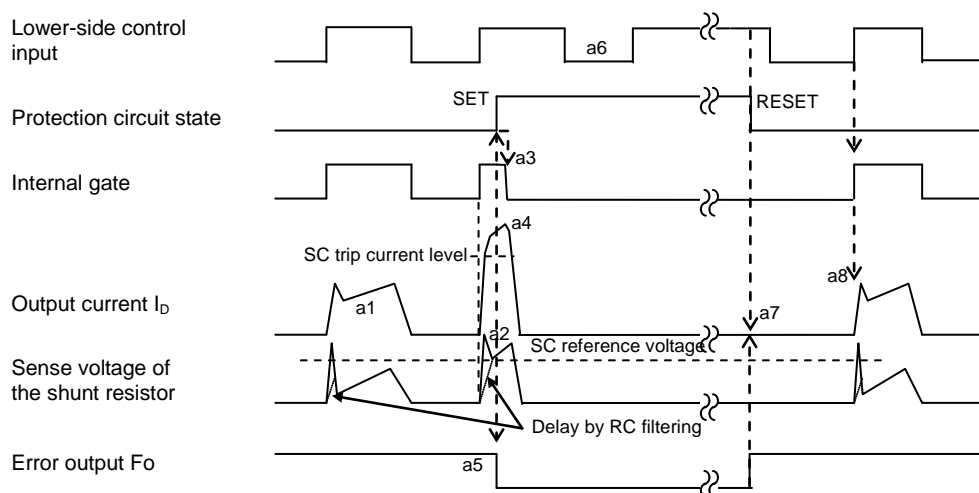 Lower-side control
input
a6
SET
RESET
Protection circuit state
a3
Internal gate
a4
SC trip current level
a8
Output current ID
a1
a7
a2
SC reference voltage
Sense voltage of
the shunt resistor
Delay by RC filtering
Error output Fo
a5